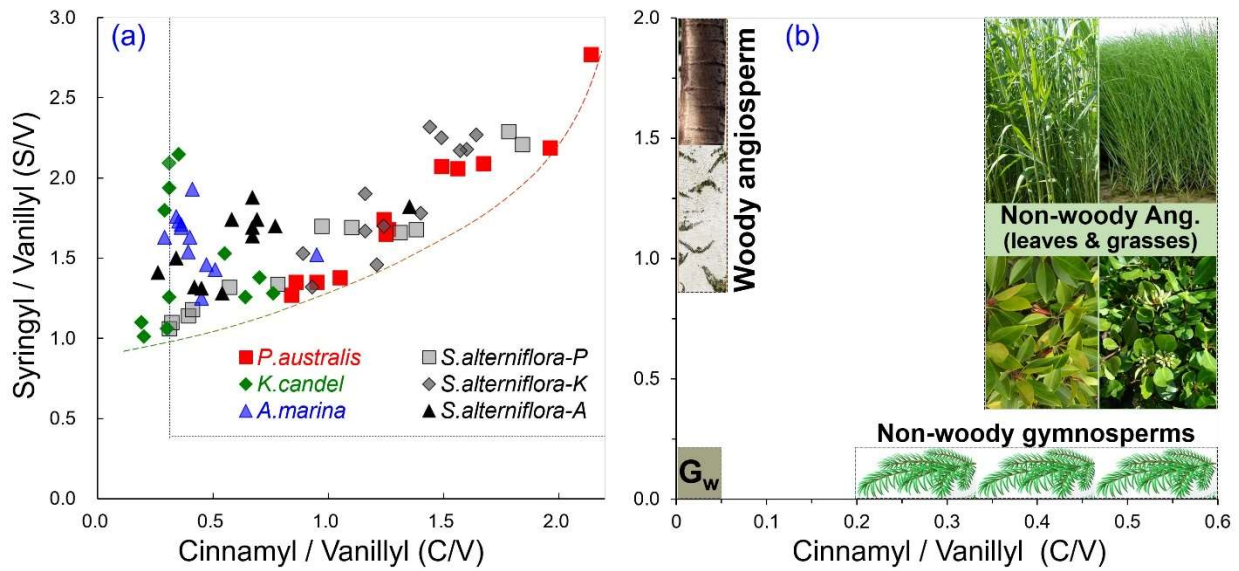 (a)
Syringyl / Vanillyl (S/V)
3.0
2.5
2.0
1.5
1.0
0.5
0.0
P.australis
K.candel
A.marina
S.alterniflora-P
S.alterniflora-K
S.alterniflora-A
0.0 0.5 1.0 1.5 2.0
Cinnamyl / Vanillyl (C/V)
(b)
2.0
1.5
1.0
0.5
0.0
Woody angiosperm
Non-woody Ang.
(leaves & grasses)
Non-woody gymnosperms
Gw
0 0.1 0.2 0.3 0.4 0.5 0.6
Cinnamyl / Vanillyl (C/V)